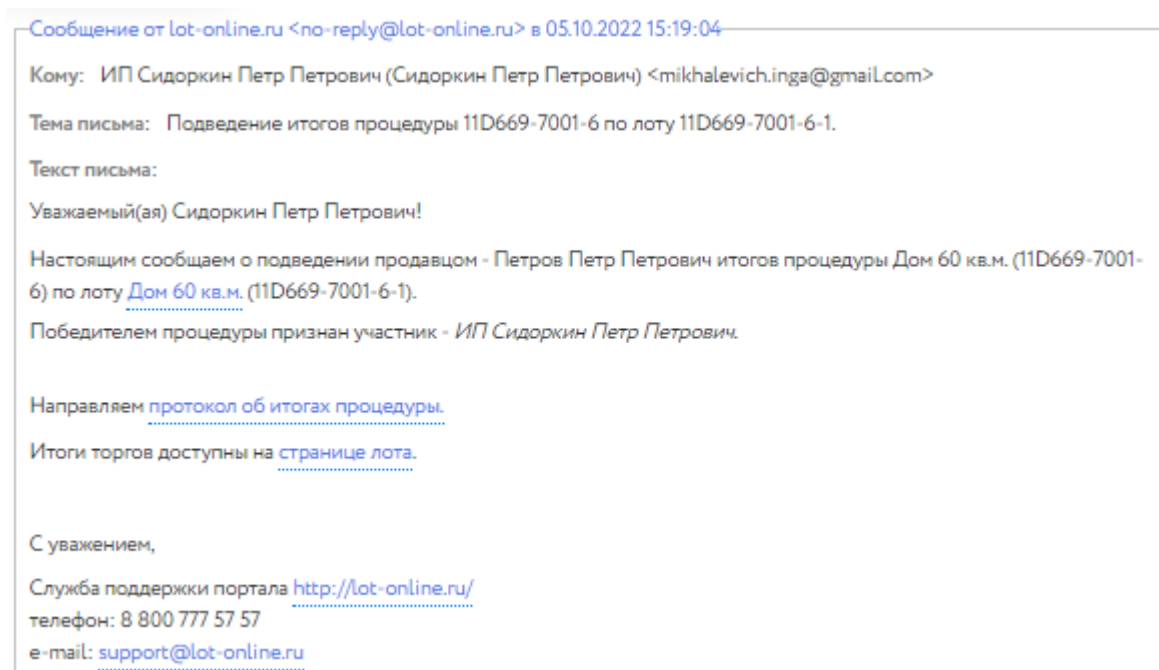 Сообщение от lot-online.ru <no-reply@lot-online.ru> в 05.10.2022 15:19:04
Кому: ИП Сидоркин Петр Петрович (Сидоркин Петр Петрович) <mikhalevich.inga@gmail.com>
Тема письма: Подведение итогов процедуры 11D669-7001-6 по лоту 11D669-7001-6-1.
Текст письма:
Уважаемый(ая) Сидоркин Петр Петрович!
Настоящим сообщаем о подведении продавцом - Петров Петр Петрович итогов процедуры Дом 60 кв.м. (11D669-7001-
6) по лоту Дом 60 кв.м. (11D669-7001-6-1).
Победителем процедуры признан участник - ИП Сидоркин Петр Петрович.
Направляем протокол об итогах процедуры.
Итоги торгов доступны на странице лота.
С уважением,
Служба поддержки портала http://lot-online.ru/
телефон: 8 800 777 57 57
e-mail: support@lot-online.ru